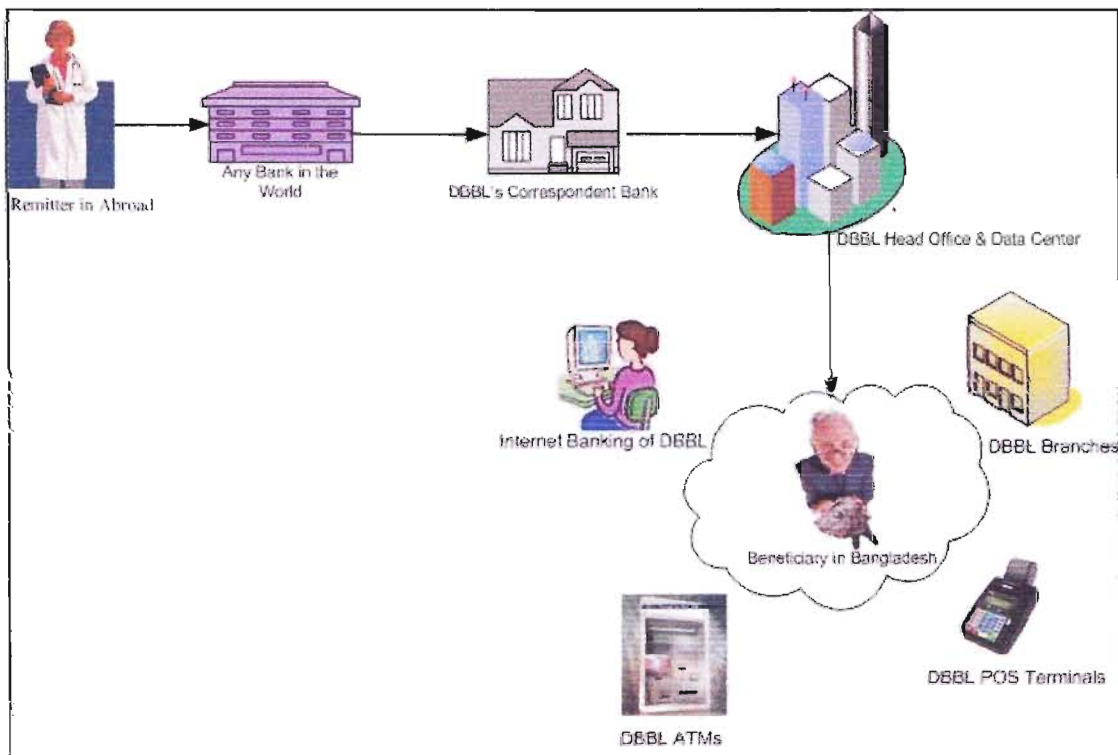 Remitter in Abroad
Any Bank in the
World
DBBL's Correspondent Bank
DBBL Head Office & Data Center
Internet Banking of DBBL
DBBL Branches
Beneficiary in Bangladesh
DBBL POS Terminals
DBBL ATMs